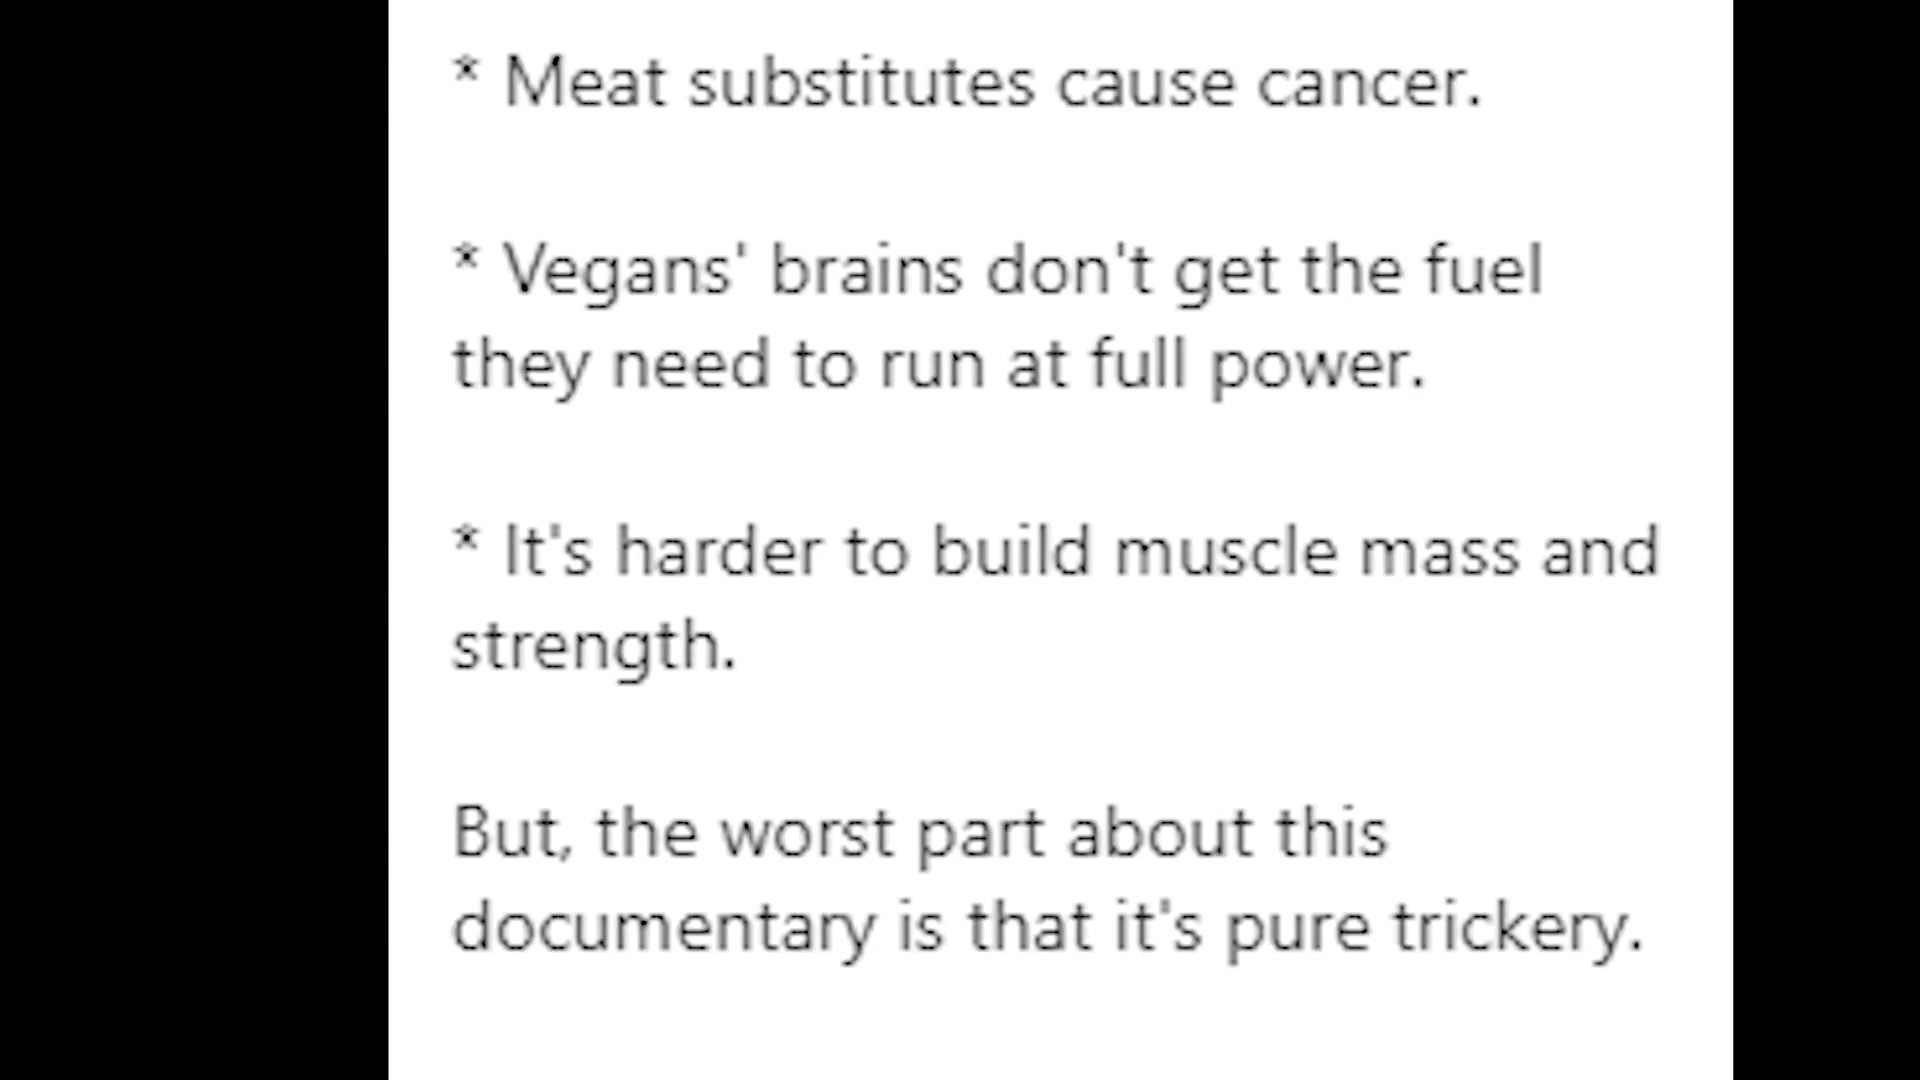 * Meat substitutes cause cancer.
* Vegans' brains don't get the fuel
they need to run at full power.
* It's harder to build muscle mass and
strength.
But, the worst part about this
documentary is that it's pure trickery.